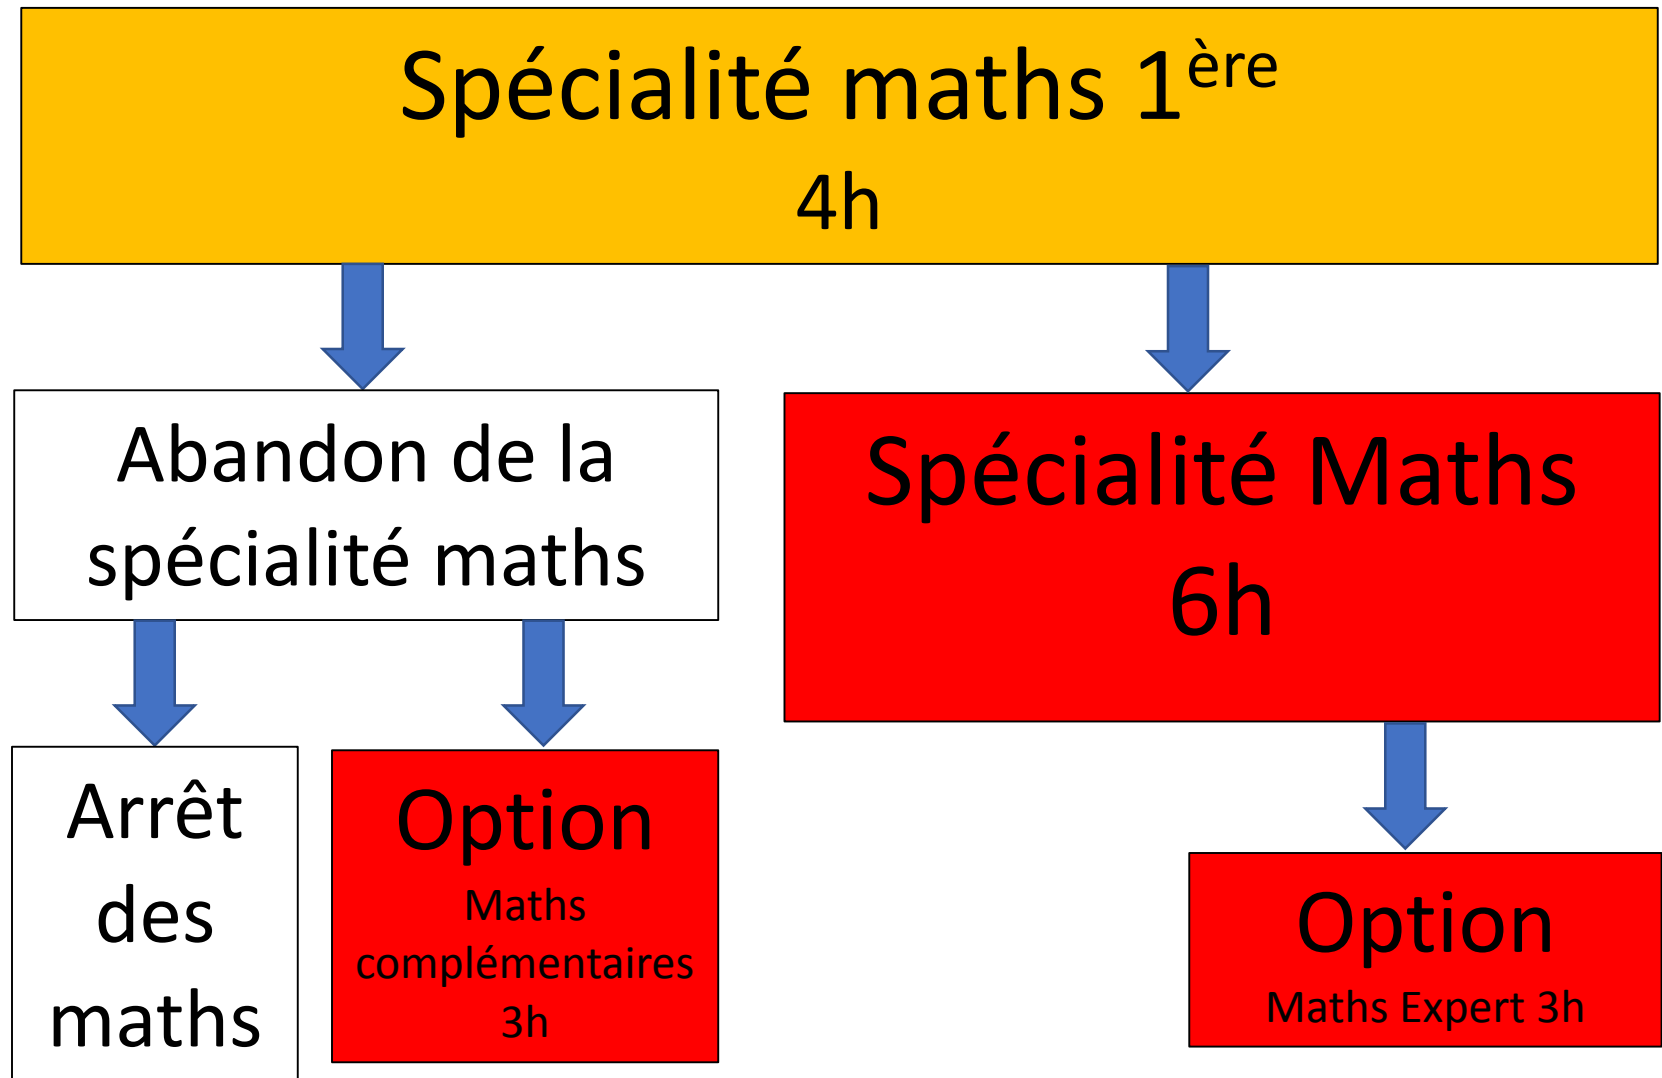 Spécialité maths 1ère
4h
Abandon de la
spécialité maths
Spécialité Maths
6h
Arrêt
des
maths
Option
Maths
complémentaires
3h
Option
Maths Expert 3h